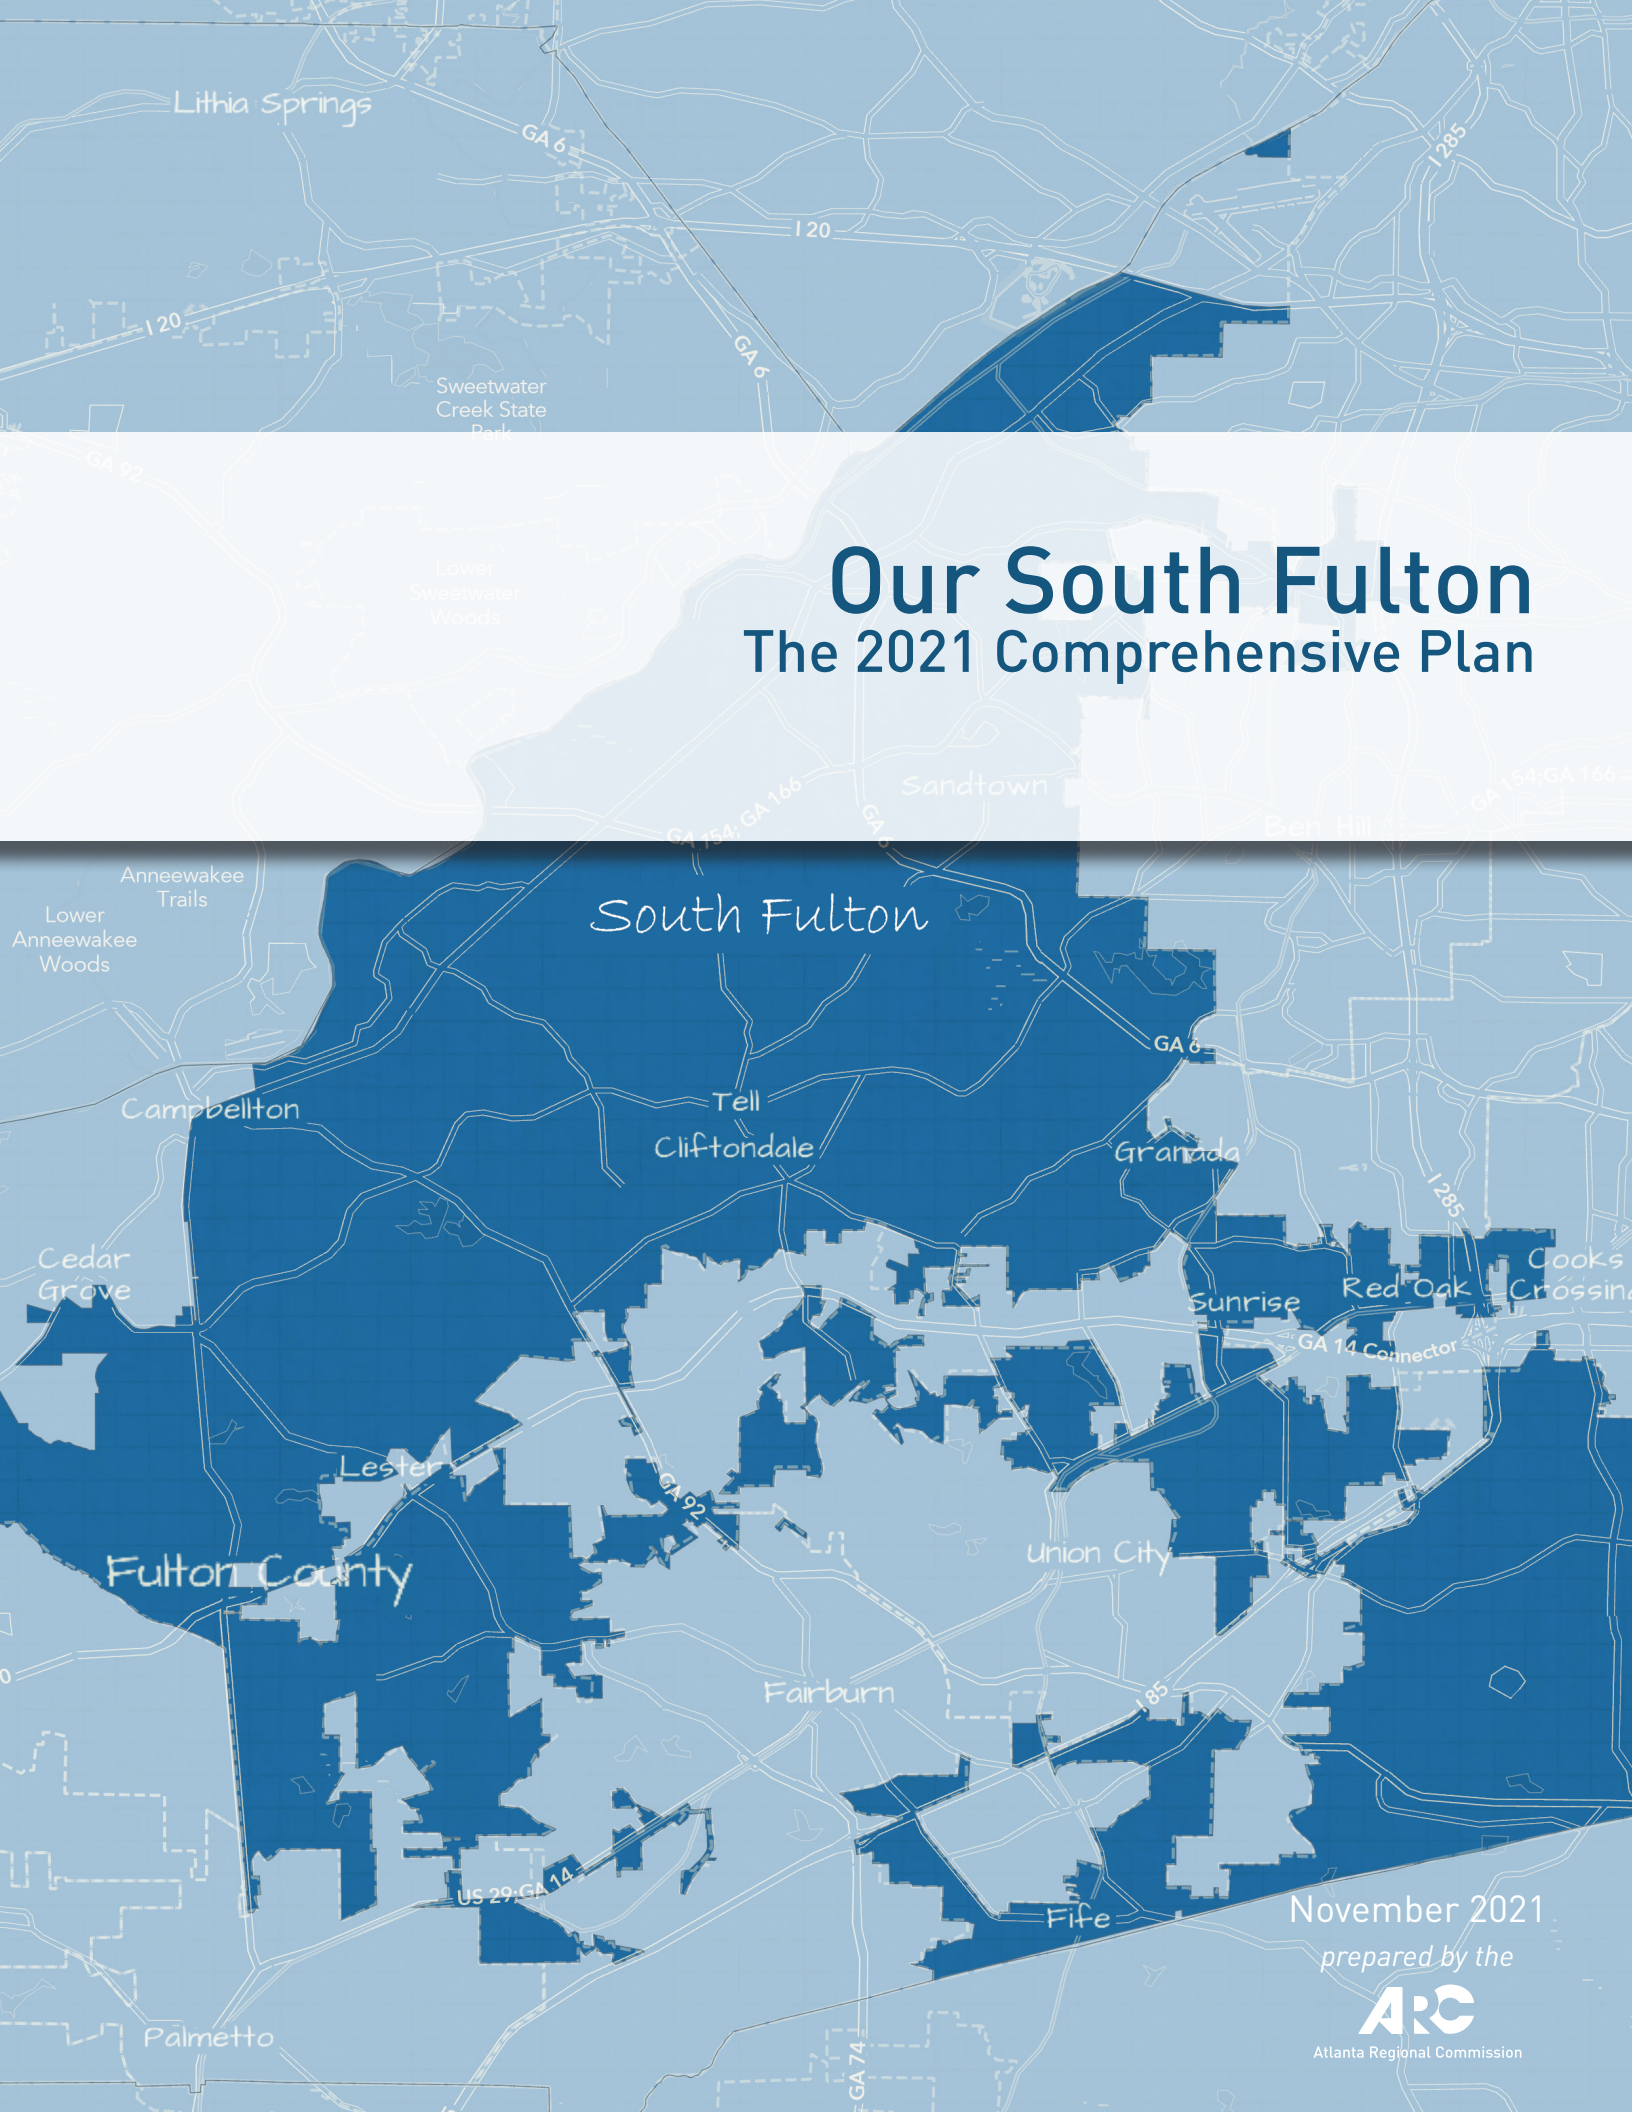 Lithia Springs
GA 6
I 285
I 20
I 20
GA 6
Sweetwater
Creek State
Park
GA 92
Lower
Sweetwater
Woods
Our South Fulton
The 2021 Comprehensive Plan
Sandtown
GA 154; GA 166
GA 6
GA 154;GA 166
Ben Hill
Anneewakee
Trails
Lower
Anneewakee
Woods
South Fulton
GA 6
Campbellton
Tell
Cliftondale
Granada
I 285
Cedar
Grove
Cooks
Crossing
Red Oak
Sunrise
GA 14 Connector
Lester
GA 92
Union City
Fulton County
Fairburn
I 85
US 29;GA 14
Fife
November 2021
prepared by the
ARC
Atlanta Regional Commission
Palmetto
GA 74